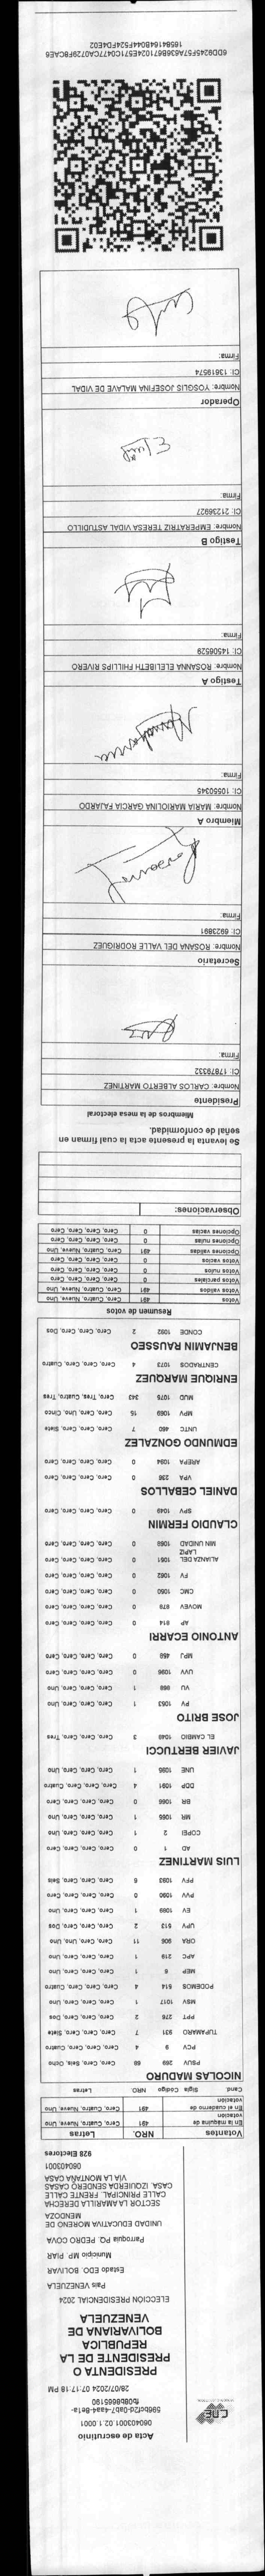 CNE
Acta de escrutinio
060403001.02.1.0001
596bcf2d-0ab7-4aa4-8e1a-
fb08b8665190
28/07/2024 07:17:18 PM
PRESIDENTA O
PRESIDENTE DE LA
REPUBLICA
BOLIVARIANA DE
VENEZUELA
ELECCIÓN PRESIDENCIAL 2024
Pais VENEZUELA
Estado EDO. BOLIVAR
Municipio MP. PIAR
Parroquia PQ. PEDRO COVA
UNIDAD EDUCATIVA MORENO DE
MENDOZA
SECTOR LA AMARILLA DERECHA
CALLE PRINCIPAL. FRENTE CALLE
CASA. IZQUIERDA SENDERO CASAS
VIA LA MONTAÑA CASA
060403001
928 Electores
Votantes NRO. Letras
En la máquina de votación 491 Cero, Cuatro, Nueve, Uno
En el cuaderno de votación 491 Cero, Cuatro, Nueve, Uno
Cand. Sigla Código NRO. Letras
NICOLAS MADURO
PSUV 269 68 Cero, Cero, Seis, Ocho
PCV 9 4 Cero, Cero, Cero, Cuatro
TUPAMARO 931 7 Cero, Cero, Cero, Siete
PPT 276 2 Cero, Cero, Cero, Dos
MSV 1017 1 Cero, Cero, Cero, Uno
PODEMOS 514 4 Cero, Cero, Cero, Cuatro
MEP 6 1 Cero, Cero, Cero, Uno
APC 219 1 Cero, Cero, Cero, Uno
ORA 906 11 Cero, Cero, Uno, Uno
UPV 513 2 Cero, Cero, Cero, Dos
EV 1099 1 Cero, Cero, Cero, Uno
PVV 1090 0 Cero, Cero, Cero, Cero
PFV 1093 6 Cero, Cero, Cero, Seis
LUIS MARTINEZ
AD 1 0 Cero, Cero, Cero, Cero
COPEI 2 1 Cero, Cero, Cero, Uno
MR 1065 1 Cero, Cero, Cero, Uno
BR 1066 0 Cero, Cero, Cero, Cero
DDP 1091 4 Cero, Cero, Cero, Cuatro
UNE 1095 1 Cero, Cero, Cero, Uno
JAVIER BERTUCCI
EL CAMBIO 1048 3 Cero, Cero, Cero, Tres
JOSE BRITO
PV 1053 1 Cero, Cero, Cero, Uno
VU 968 1 Cero, Cero, Cero, Uno
UVV 1096 0 Cero, Cero, Cero, Cero
MPJ 458 0 Cero, Cero, Cero, Cero
ANTONIO ECARRI
AP 814 0 Cero, Cero, Cero, Cero
MOVEV 979 0 Cero, Cero, Cero, Cero
CMC 1050 0 Cero, Cero, Cero, Cero
FV 1062 0 Cero, Cero, Cero, Cero
ALIANZA DEL LAPIZ 1051 0 Cero, Cero, Cero, Cero
MIN UNIDAD 1069 0 Cero, Cero, Cero, Cero
CLAUDIO FERMIN
SPV 1049 0 Cero, Cero, Cero, Cero
DANIEL CEBALLOS
VPA 236 0 Cero, Cero, Cero, Cero
AREPA 1094 0 Cero, Cero, Cero, Cero
EDMUNDO GONZALEZ
UNTC 460 7 Cero, Cero, Cero, Siete
MPV 1069 15 Cero, Cero, Uno, Cinco
MUD 1075 343 Cero, Tres, Cuatro, Tres
ENRIQUE MARQUEZ
CENTRADOS 1073 4 Cero, Cero, Cero, Cuatro
BENJAMIN RAUSSEO
CONDE 1092 2 Cero, Cero, Cero, Dos
Resumen de votos
Votos 491 Cero, Cuatro, Nueve, Uno
Votos validos 491 Cero, Cuatro, Nueve, Uno
Votos parciales 0 Cero, Cero, Cero, Cero
Votos nulos 0 Cero, Cero, Cero, Cero
Votos vacios 0 Cero, Cero, Cero, Cero
Opciones validas 491 Cero, Cuatro, Nueve, Uno
Opciones nulas 0 Cero, Cero, Cero, Cero
Opciones vacias 0 Cero, Cero, Cero, Cero
Observaciones:
Se levanta la presente acta la cual firman en
señal de conformidad.
Miembros de la mesa electoral
Presidente
Nombre: CARLOS ALBERTO MARTINEZ
CI: 17879332
Firma:
Secretario
Nombre: ROSANA DEL VALLE RODRIGUEZ
CI: 6923891
Firma:
Miembro A
Nombre: MARIA MARIOLINA GARCIA FAJARDO
CI: 10550345
Firma:
Testigo A
Nombre: ROSANNA ELELIBETH FHILLIPS RIVERO
CI: 14506529
Firma:
Testigo B
Nombre: EMPERATRIZ TERESA VIDAL ASTUDILLO
CI: 21236927
Firma:
Operador
Nombre: YOSGLIS JOSEFINA MALAVE DE VIDAL
CI: 13619574
Firma:
6DD9245F57A636B671024E571C0477CA0729F8CAE6
16584164B044F524FD4E02